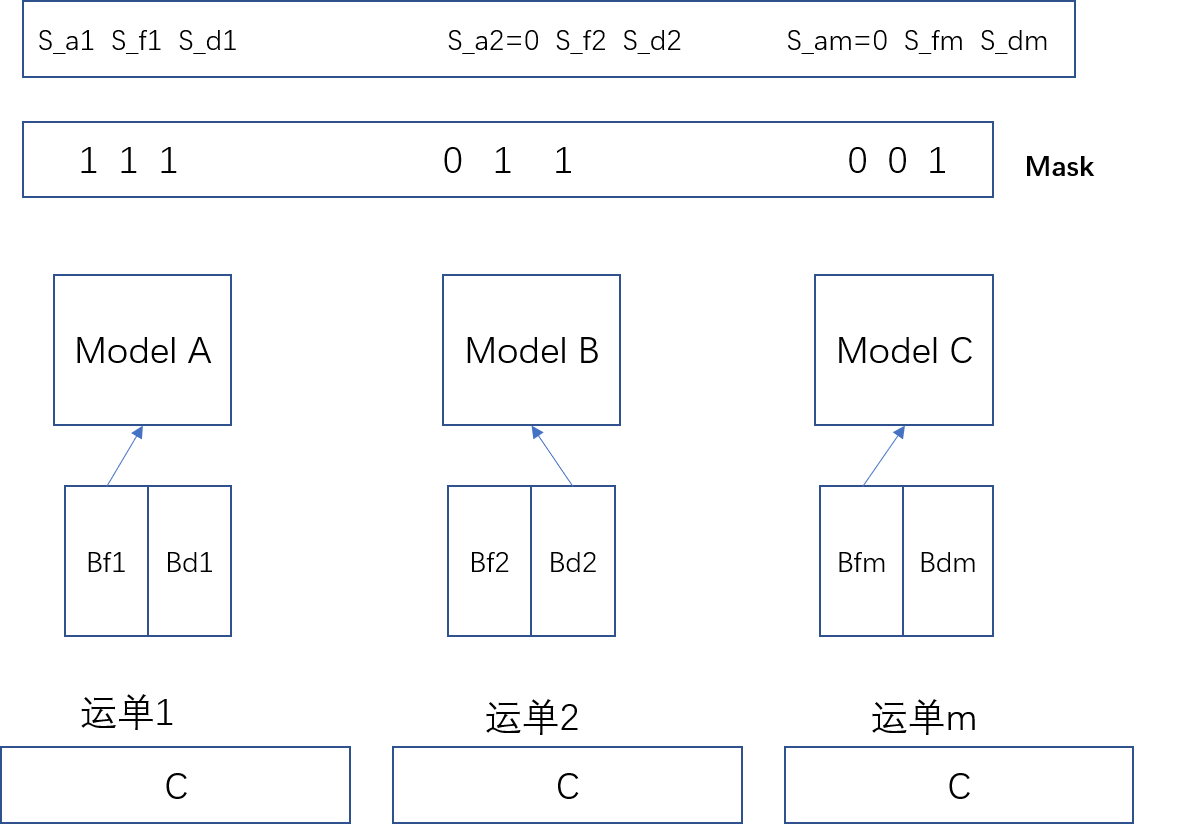 S_a1 S_f1 S_d1 S_a2=0 S_f2 S_d2 S_am=0 S_fm S_dm
1 1 1 0 1 1 0 0 1 Mask
Model A Model B Model C
Bf1 Bd1 Bf2 Bd2 Bfm Bdm
运单1 运单2 运单m
C C C